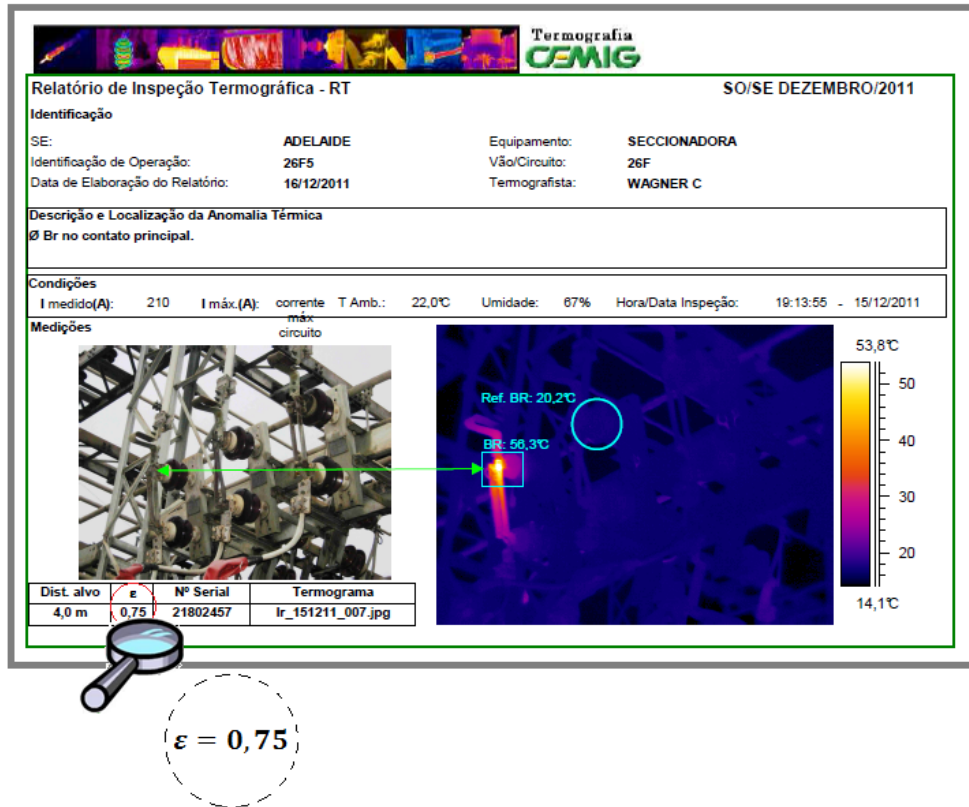 Termografia
CEMIG
Relatório de Inspeção Termográfica - RT SO/SE DEZEMBRO/2011
Identificação
SE: ADELAIDE Equipamento: SECCIONADORA
Identificação de Operação: 26F5 Vão/Circuito: 26F
Data de Elaboração do Relatório: 16/12/2011 Termografista: WAGNER C
Descrição e Localização da Anomalia Térmica
Ø Br no contato principal.
Condições
I medido(A): 210 I máx.(A): corrente máx circuito T Amb.: 22,0°C Umidade: 67% Hora/Data Inspeção: 19:13:55 - 15/12/2011
Medições
53,8°C
Ref. BR: 20,2°C
BR: 56,3°C
50
40
30
20
14,1°C
Dist. alvo ε Nº Serial Termograma
4,0 m 0,75 21802457 Ir_151211_007.jpg
ε = 0,75